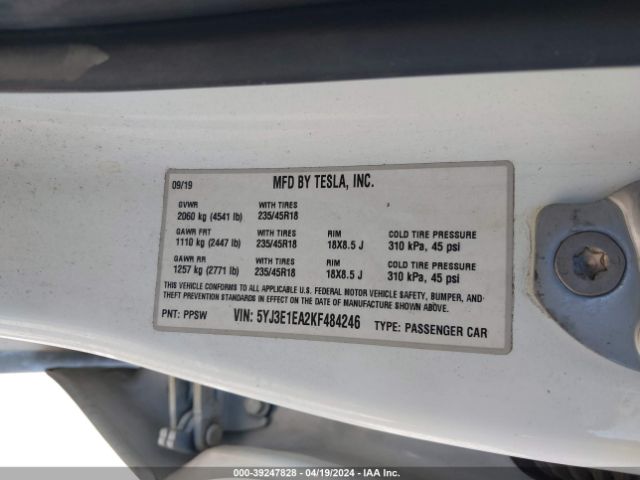 09/19 MFD BY TESLA, INC.
GVWR WITH TIRES
2060 kg (4541 lb) 235/45R18
GAWR FRT WITH TIRES RIM COLD TIRE PRESSURE
1110 kg (2447 lb) 235/45R18 18X8.5 J 310 kPa, 45 psi
GAWR RR WITH TIRES RIM COLD TIRE PRESSURE
1257 kg (2771 lb) 235/45R18 18X8.5 J 310 kPa, 45 psi
THIS VEHICLE CONFORMS TO ALL APPLICABLE U.S. FEDERAL MOTOR VEHICLE SAFETY, BUMPER, AND
THEFT PREVENTION STANDARDS IN EFFECT ON THE DATE OF MANUFACTURE SHOWN ABOVE.
PNT: PPSW VIN: 5YJ3E1EA2KF484246 TYPE: PASSENGER CAR
000-39247828 - 04/19/2024 - IAA Inc.